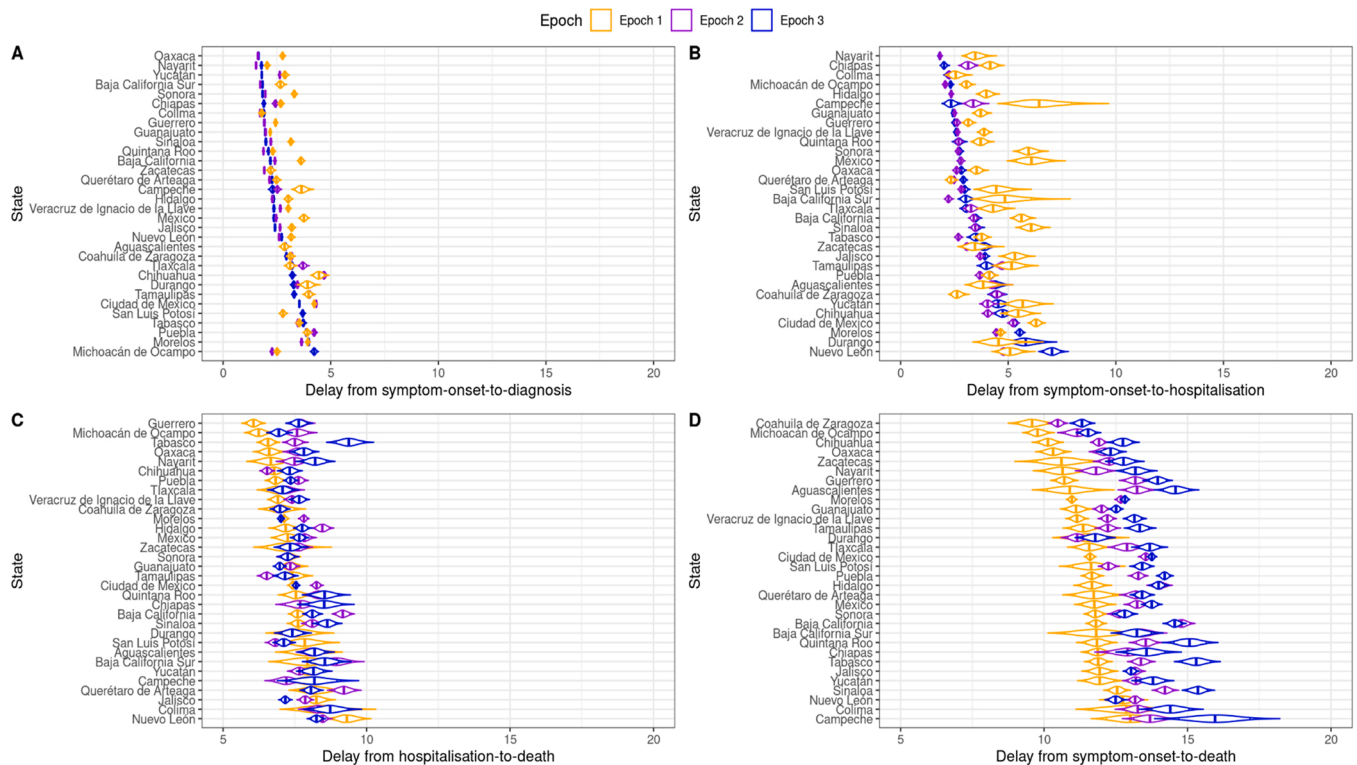 Epoch Epoch 1 Epoch 2 Epoch 3
A
Oaxaca
Nayarit
Yucatán
Baja California Sur
Sonora
Chiapas
Colima
Guerrero
Guanajuato
Sinaloa
Quintana Roo
Baja California
Zacatecas
Querétaro de Arteaga
Campeche
Hidalgo
Veracruz de Ignacio de la Llave
México
Jalisco
Nuevo León
Aguascalientes
Coahuila de Zaragoza
Tlaxcala
Chihuahua
Durango
Tamaulipas
Ciudad de México
San Luis Potosí
Tabasco
Puebla
Morelos
Michoacán de Ocampo
State
0 5 10 15 20
Delay from symptom-onset-to-diagnosis
B
Nayarit
Chiapas
Colima
Michoacán de Ocampo
Hidalgo
Campeche
Guanajuato
Guerrero
Veracruz de Ignacio de la Llave
Quintana Roo
Sonora
México
Oaxaca
Querétaro de Arteaga
San Luis Potosí
Baja California Sur
Tlaxcala
Baja California
Sinaloa
Tabasco
Zacatecas
Jalisco
Tamaulipas
Puebla
Aguascalientes
Coahuila de Zaragoza
Yucatán
Chihuahua
Ciudad de México
Morelos
Durango
Nuevo León
State
0 5 10 15 20
Delay from symptom-onset-to-hospitalisation
C
Guerrero
Michoacán de Ocampo
Tabasco
Oaxaca
Nayarit
Chihuahua
Puebla
Tlaxcala
Veracruz de Ignacio de la Llave
Coahuila de Zaragoza
Morelos
Hidalgo
México
Zacatecas
Sonora
Guanajuato
Tamaulipas
Ciudad de México
Quintana Roo
Chiapas
Baja California
Sinaloa
Durango
San Luis Potosí
Aguascalientes
Baja California Sur
Yucatán
Campeche
Querétaro de Arteaga
Jalisco
Colima
Nuevo León
State
5 10 15 20
Delay from hospitalisation-to-death
D
Coahuila de Zaragoza
Michoacán de Ocampo
Chihuahua
Oaxaca
Zacatecas
Nayarit
Guerrero
Aguascalientes
Morelos
Guanajuato
Veracruz de Ignacio de la Llave
Tamaulipas
Durango
Tlaxcala
Ciudad de México
San Luis Potosí
Puebla
Hidalgo
Querétaro de Arteaga
México
Sonora
Baja California
Baja California Sur
Quintana Roo
Chiapas
Tabasco
Jalisco
Yucatán
Sinaloa
Nuevo León
Colima
Campeche
State
5 10 15 20
Delay from symptom-onset-to-death